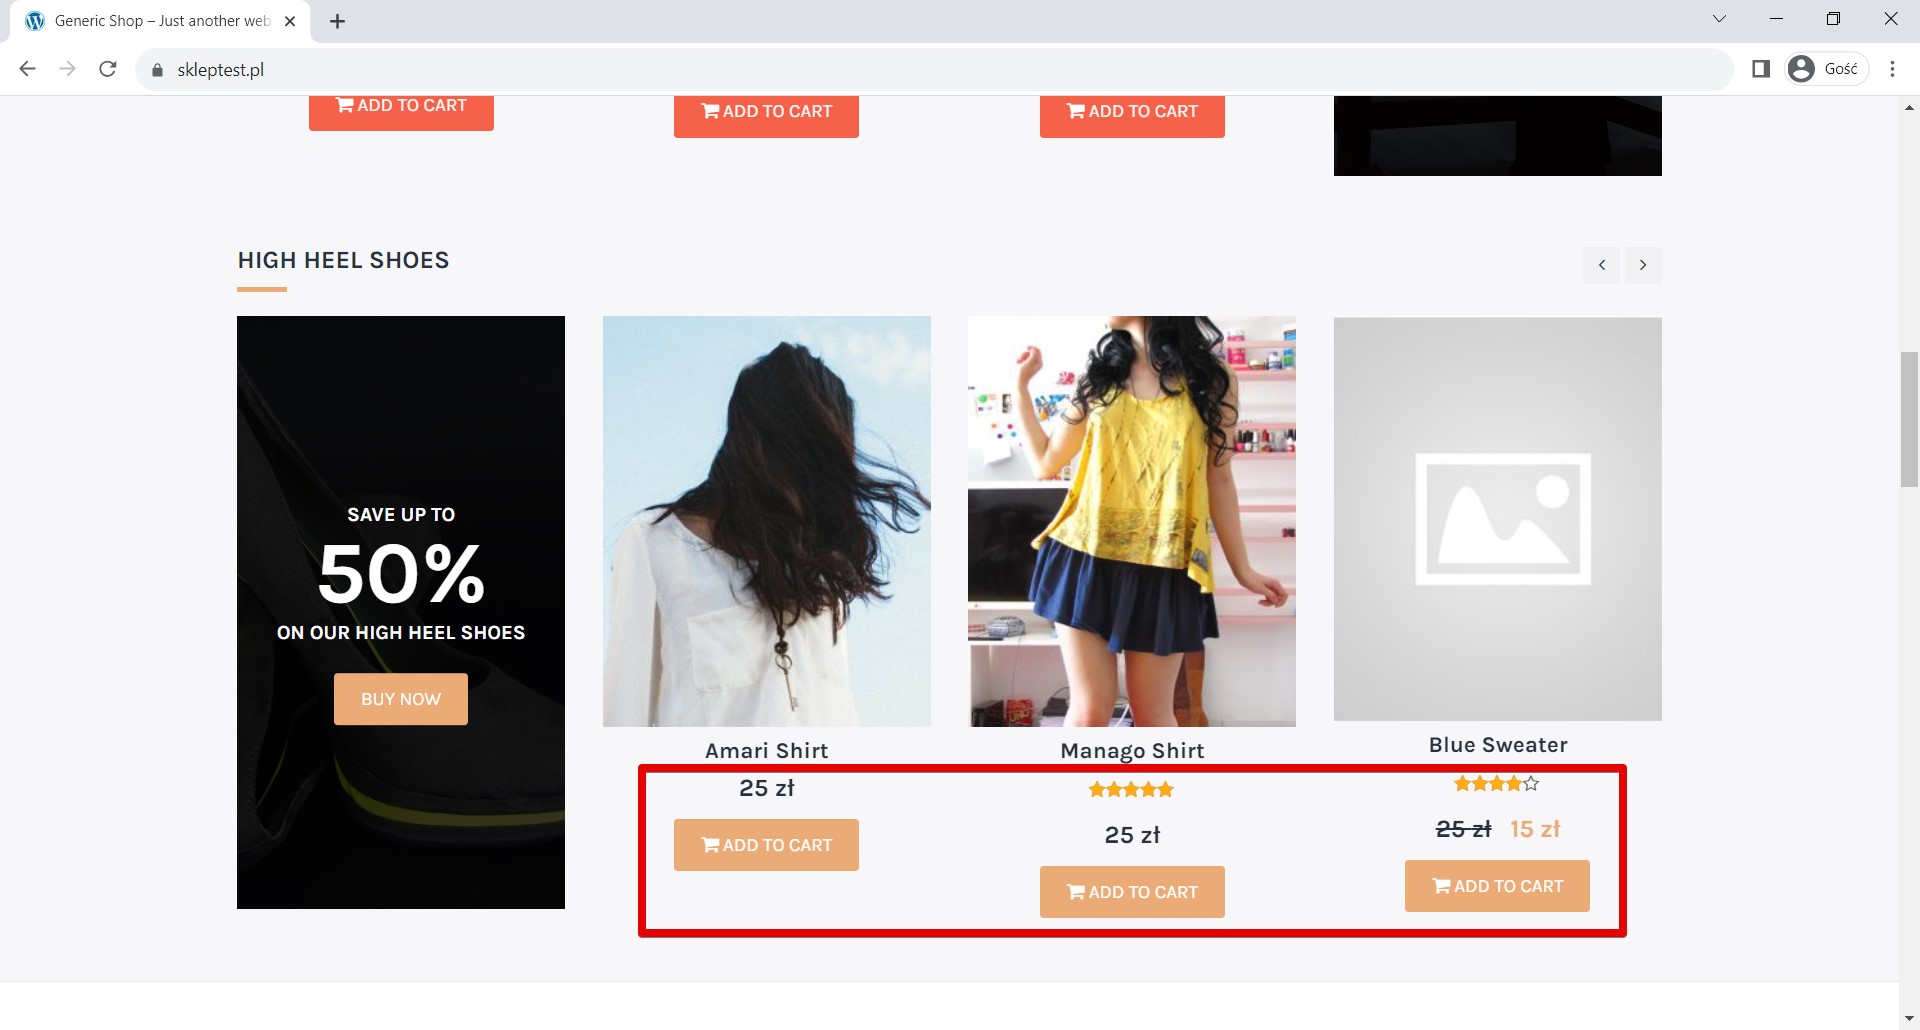 Generic Shop – Just another web
skleptest.pl
Gość
ADD TO CART
ADD TO CART
ADD TO CART
HIGH HEEL SHOES
SAVE UP TO
50%
ON OUR HIGH HEEL SHOES
BUY NOW
Amari Shirt
25 zł
ADD TO CART
Manago Shirt
25 zł
ADD TO CART
Blue Sweater
25 zł 15 zł
ADD TO CART